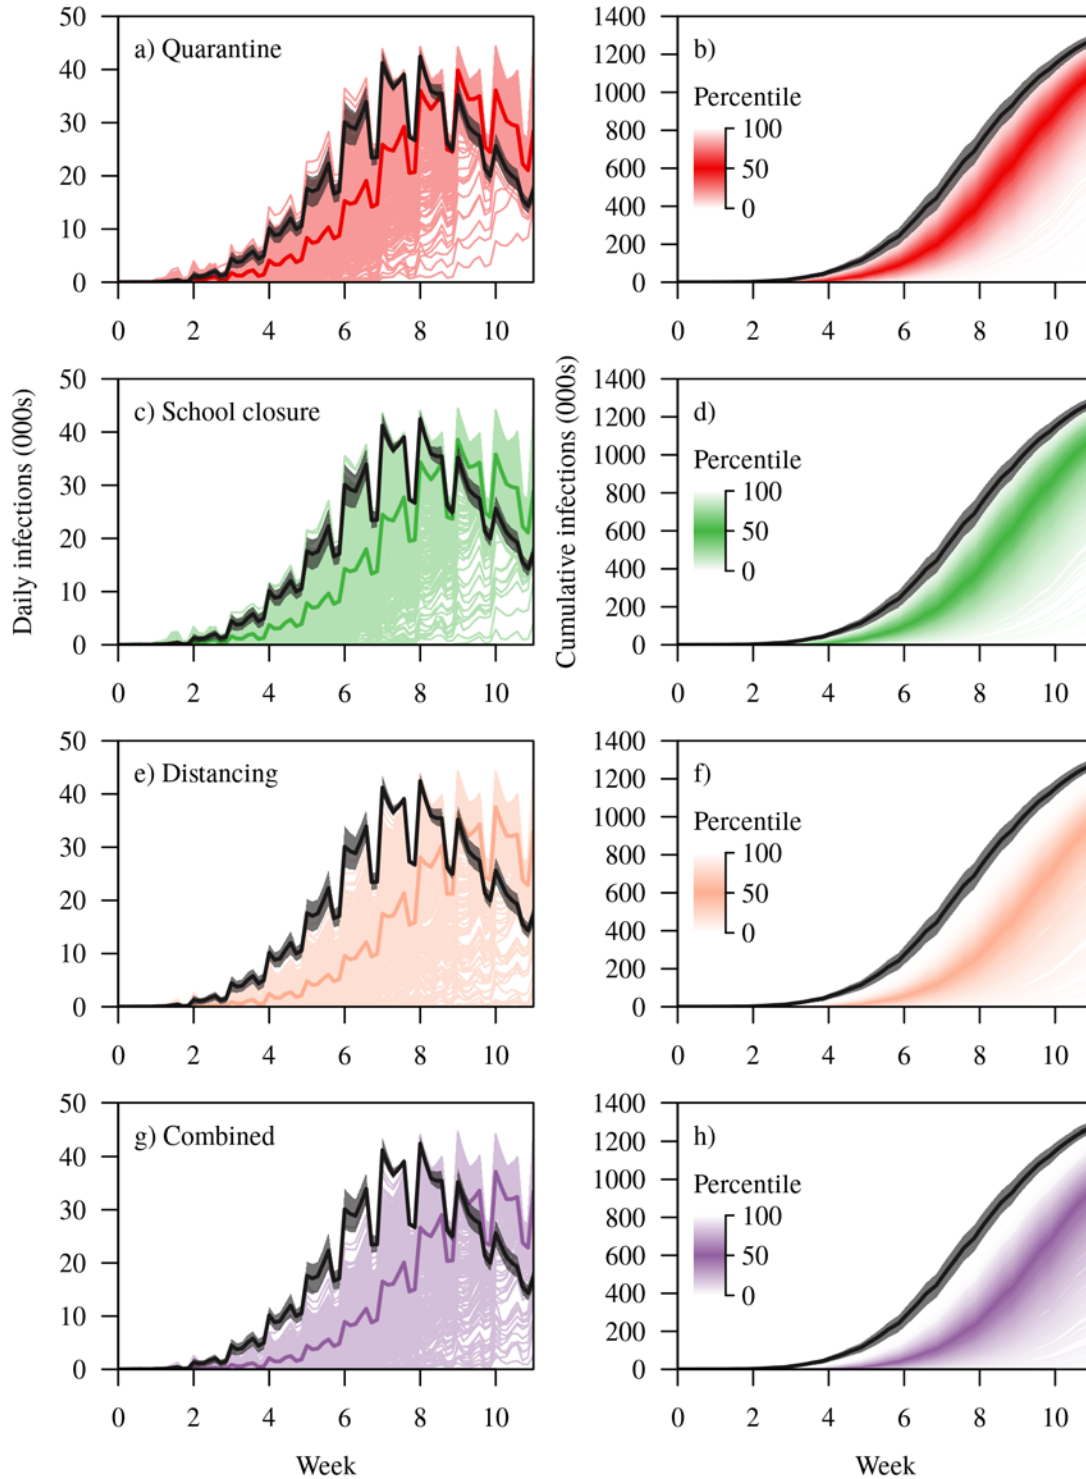 50
40
30
20
10
0
a) Quarantine
0 2 4 6 8 10
1400
1200
1000
800
600
400
200
0
b)
Percentile
100
50
0
0 2 4 6 8 10
Daily infections (000s)
50
40
30
20
10
0
c) School closure
0 2 4 6 8 10
Cumulative infections (000s)
1400
1200
1000
800
600
400
200
0
d)
Percentile
100
50
0
0 2 4 6 8 10
50
40
30
20
10
0
e) Distancing
0 2 4 6 8 10
1400
1200
1000
800
600
400
200
0
f)
Percentile
100
50
0
0 2 4 6 8 10
50
40
30
20
10
0
g) Combined
0 2 4 6 8 10
Week
1400
1200
1000
800
600
400
200
0
h)
Percentile
100
50
0
0 2 4 6 8 10
Week